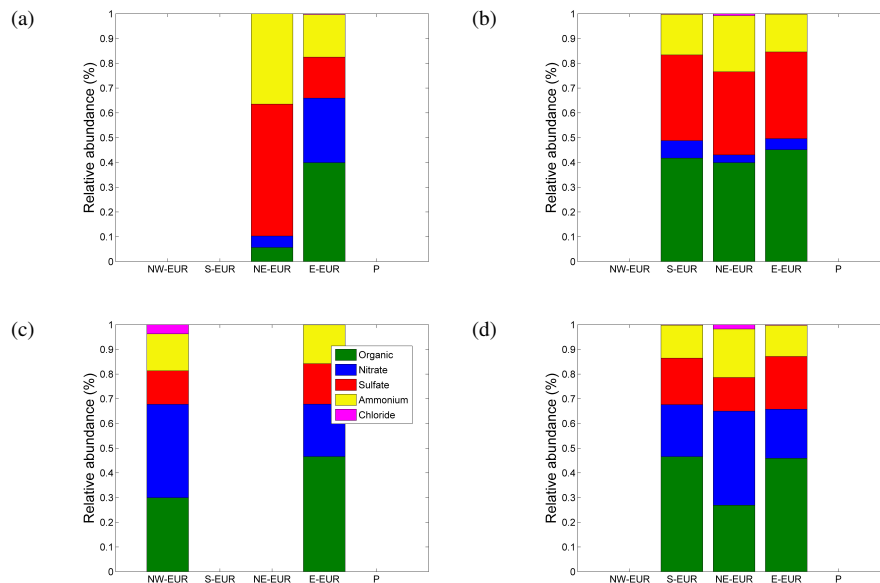 (a)
Relative abundance (%)
1
0.9
0.8
0.7
0.6
0.5
0.4
0.3
0.2
0.1
0
NW-EUR S-EUR NE-EUR E-EUR P
(b)
Relative abundance (%)
1
0.9
0.8
0.7
0.6
0.5
0.4
0.3
0.2
0.1
0
NW-EUR S-EUR NE-EUR E-EUR P
(c)
Relative abundance (%)
1
0.9
0.8
0.7
0.6
0.5
0.4
0.3
0.2
0.1
0
NW-EUR S-EUR NE-EUR E-EUR P
Organic
Nitrate
Sulfate
Ammonium
Chloride
(d)
Relative abundance (%)
1
0.9
0.8
0.7
0.6
0.5
0.4
0.3
0.2
0.1
0
NW-EUR S-EUR NE-EUR E-EUR P